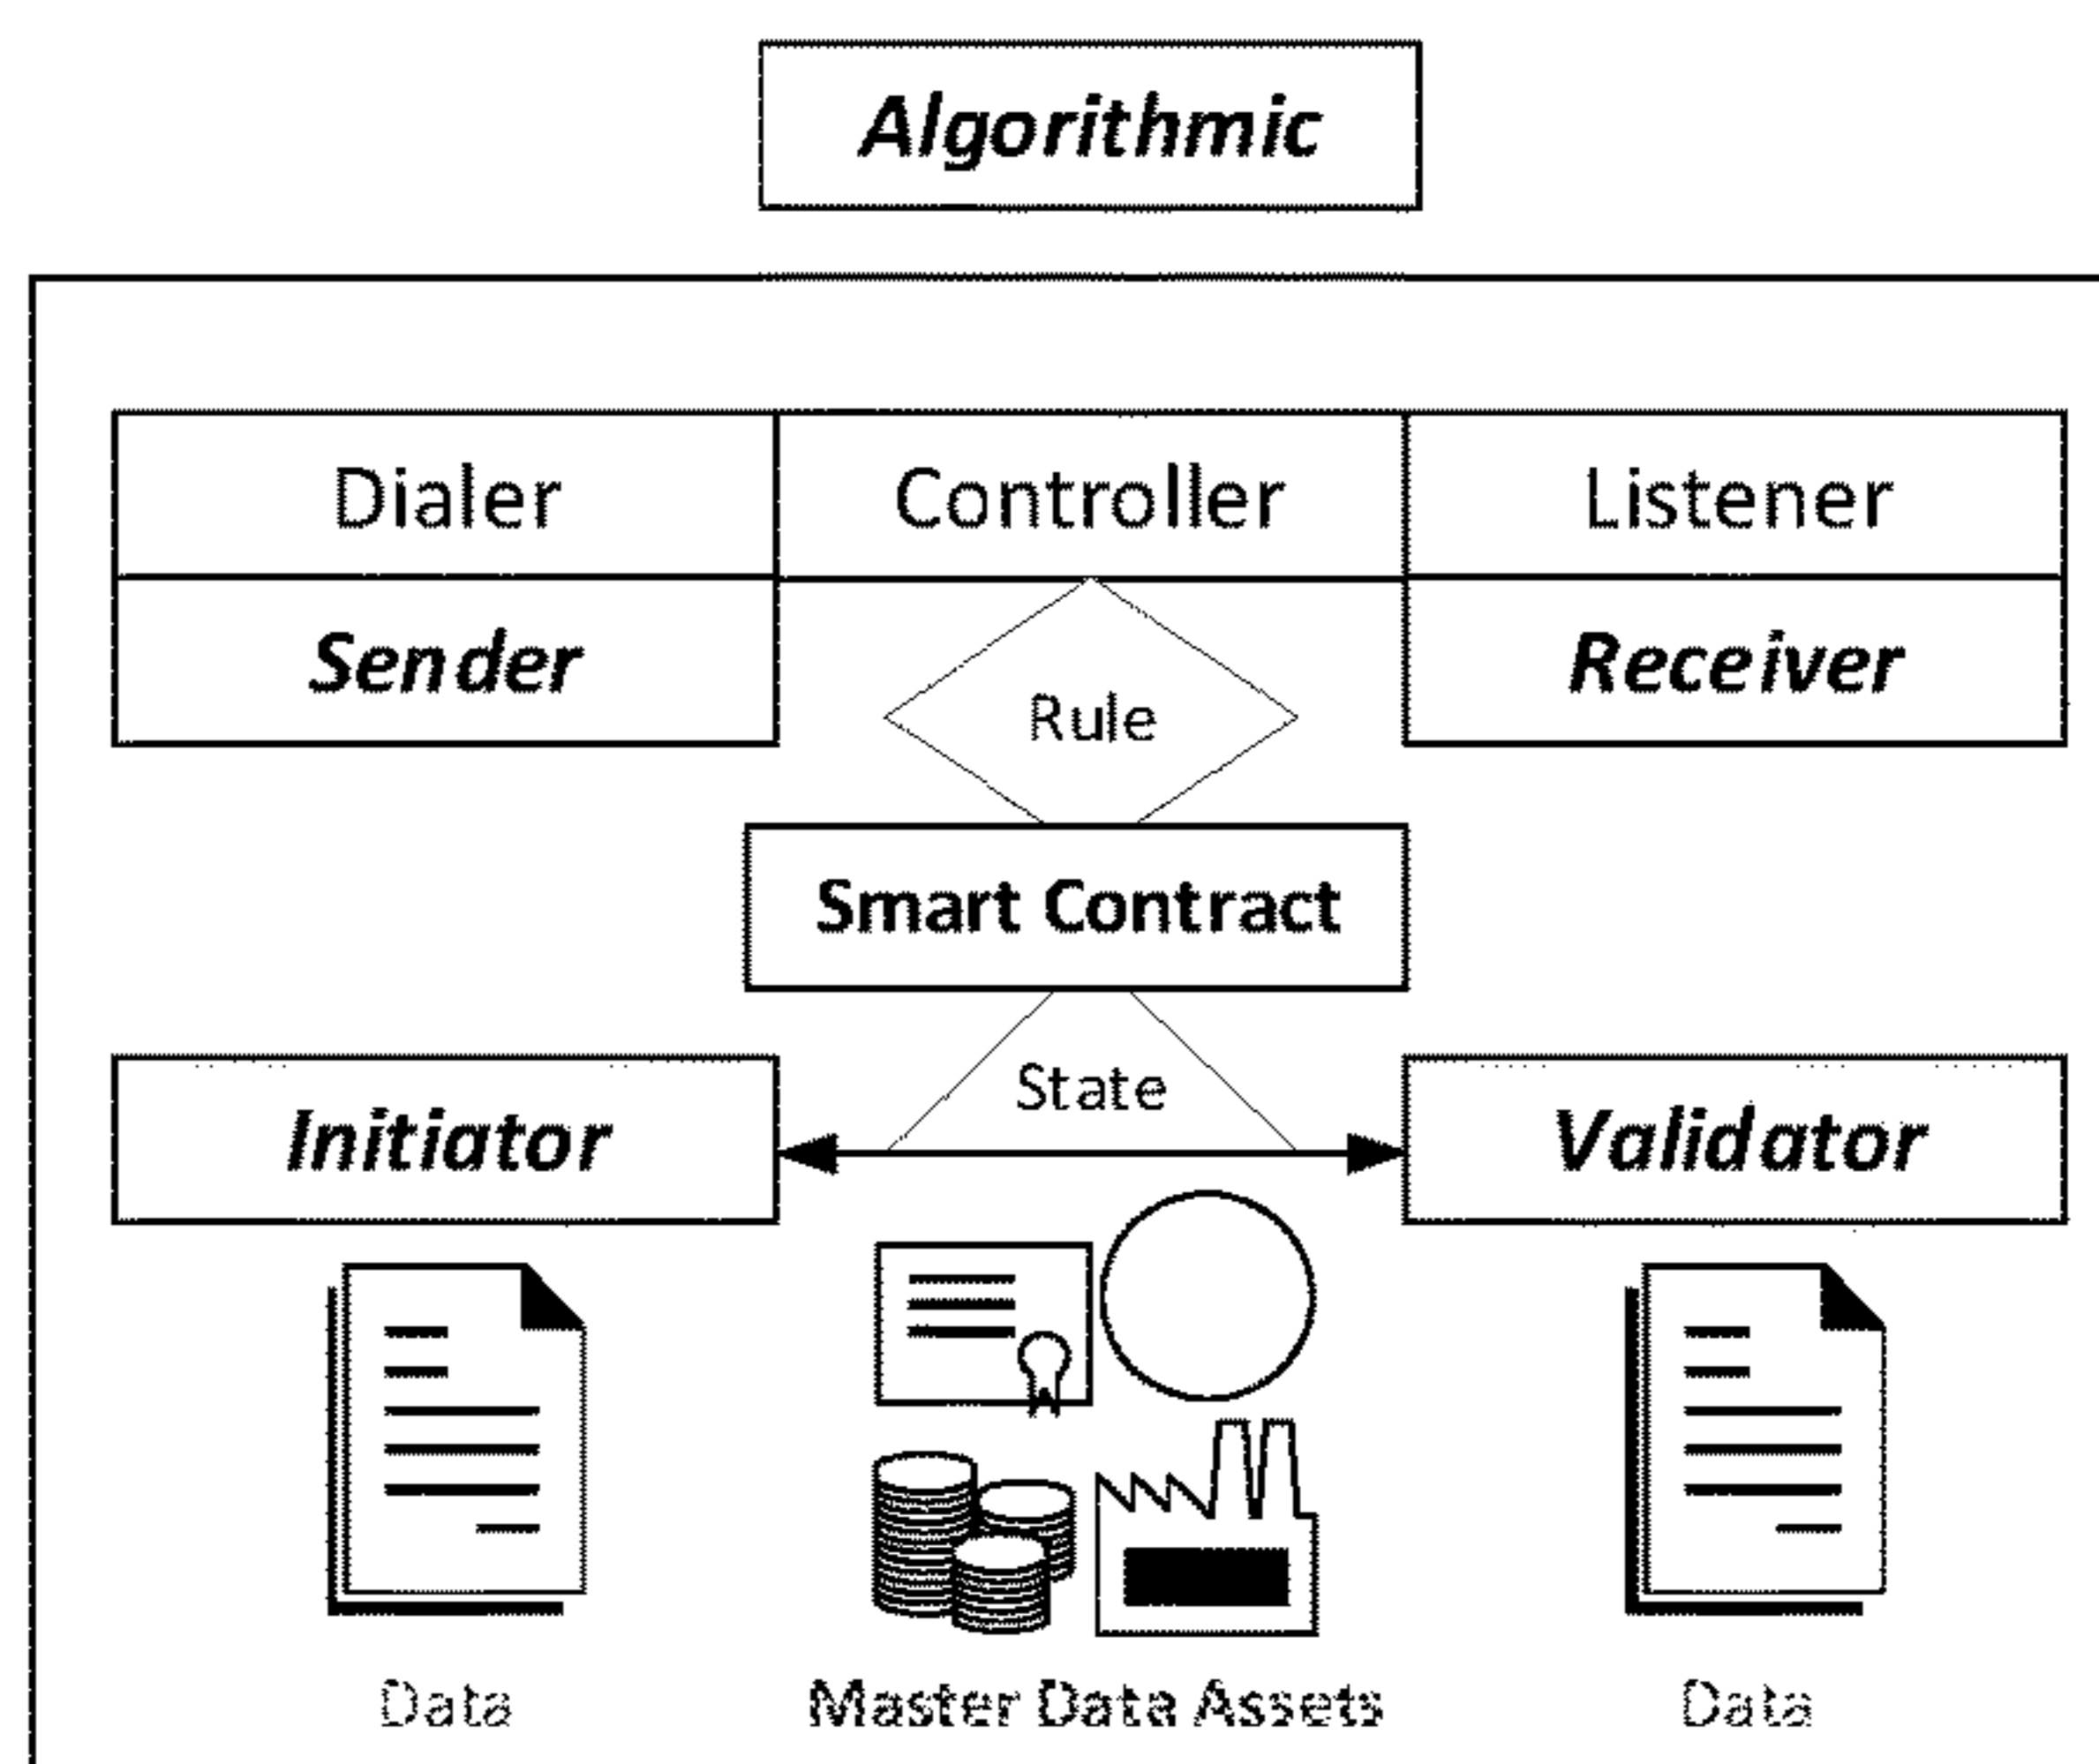 Algorithmic
Dialer
Controller
Listener
Sender
Receiver
Rule
Smart Contract
State
Initiator
Validator
Data
Master Data Assets
Data